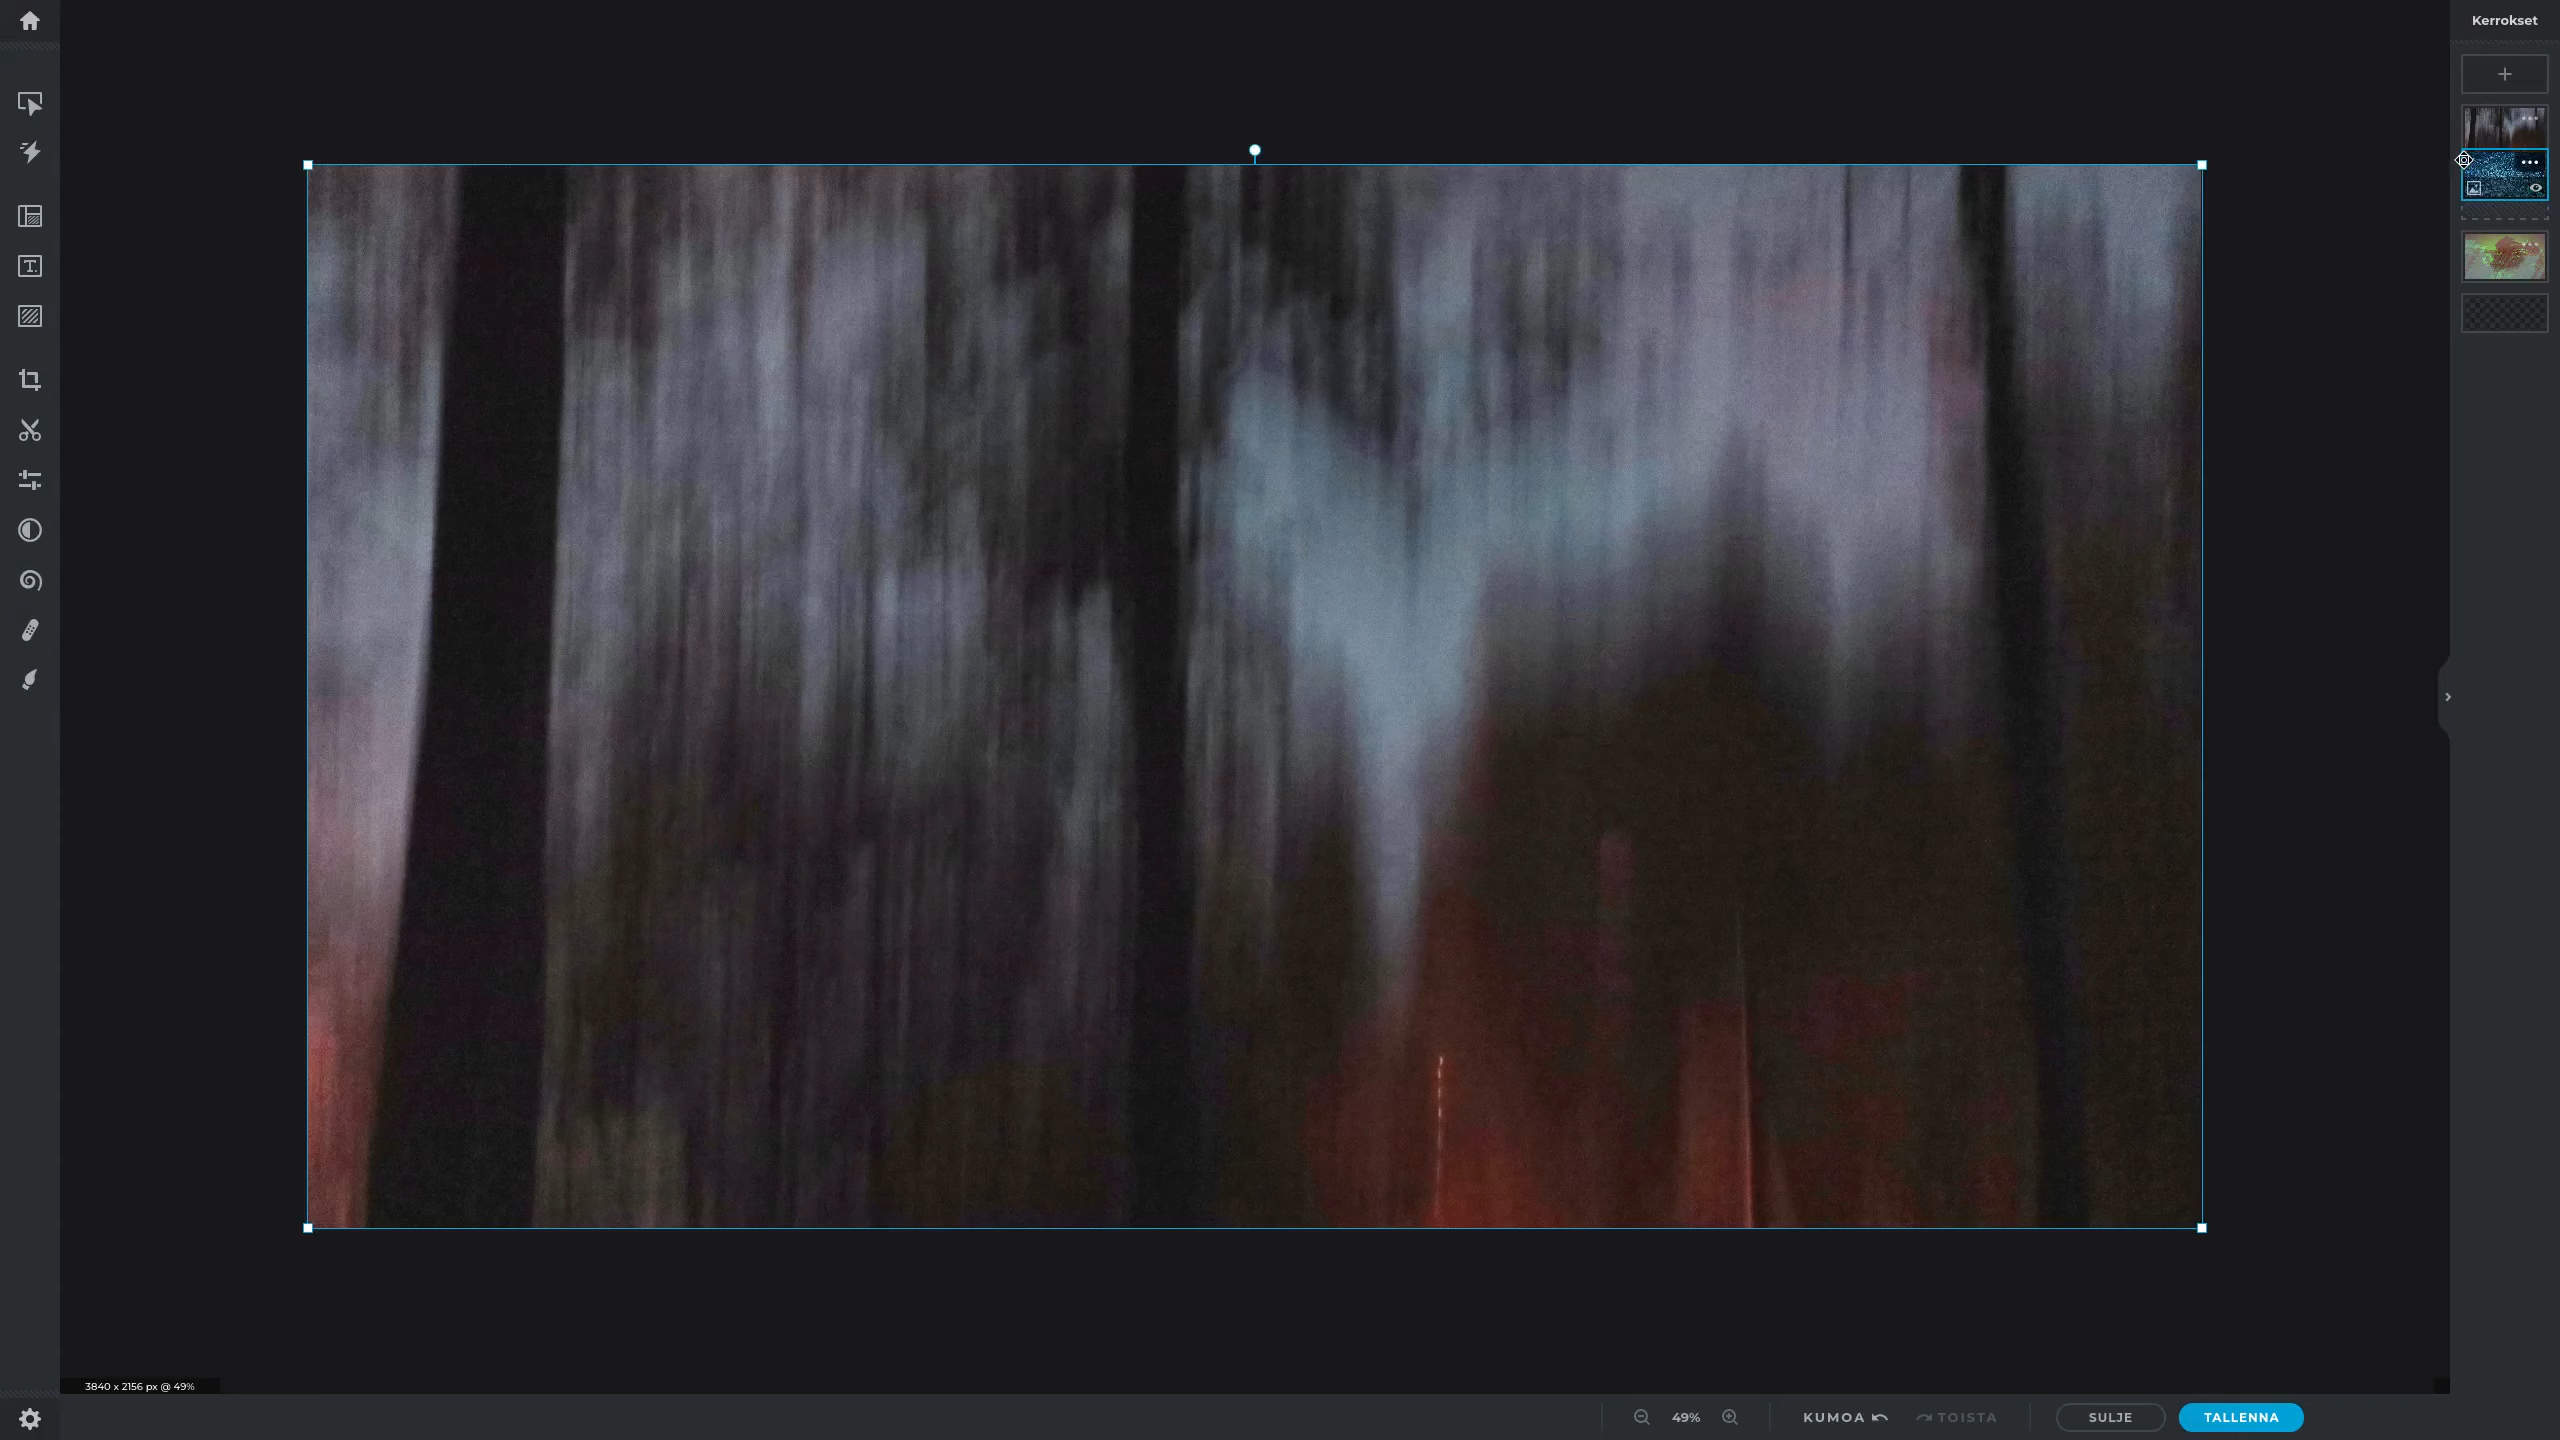 Kerrokset
3840 x 2156 px @ 49%
49%
KUMOA
TOISTA
SULJE
TALLENNA